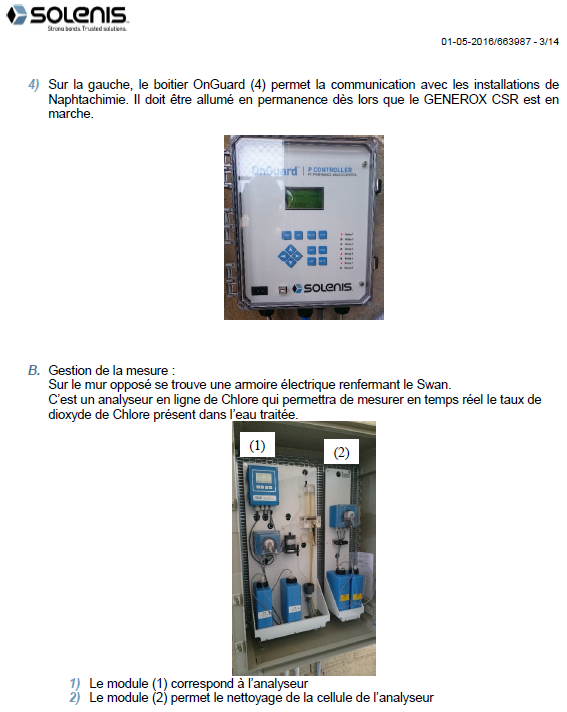 SOLENIS
Strong bonds. Trusted solutions.
01-05-2016/663987 - 3/14
4) Sur la gauche, le boitier OnGuard (4) permet la communication avec les installations de
Naphtachimie. Il doit être allumé en permanence dès lors que le GENEROX CSR est en
marche.
OnGuard P CONTROLLER
SOLENIS
B. Gestion de la mesure :
Sur le mur opposé se trouve une armoire électrique renfermant le Swan.
C’est un analyseur en ligne de Chlore qui permettra de mesurer en temps réel le taux de
dioxyde de Chlore présent dans l’eau traitée.
(1)
(2)
1) Le module (1) correspond à l’analyseur
2) Le module (2) permet le nettoyage de la cellule de l’analyseur